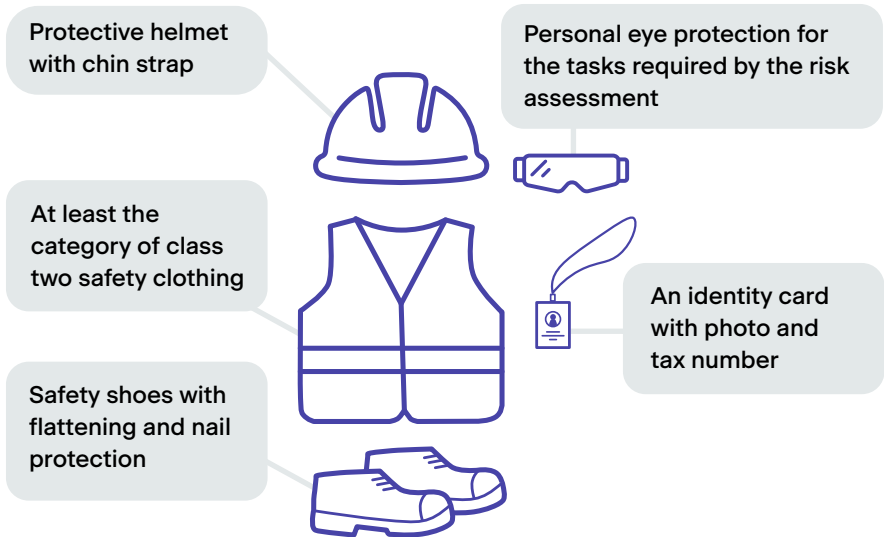 Protective helmet
with chin strap
Personal eye protection for
the tasks required by the risk
assessment
At least the
category of class
two safety clothing
An identity card
with photo and
tax number
Safety shoes with
flattening and nail
protection